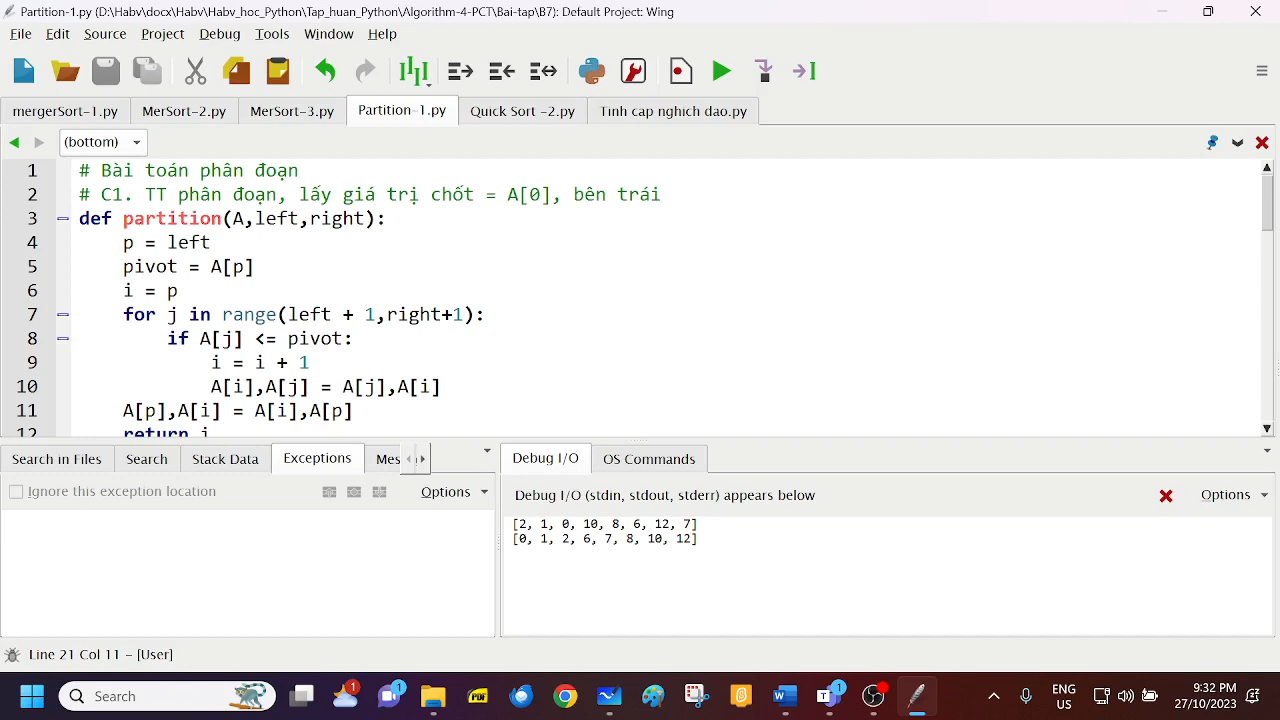 Partition-1.py (D:\Habv\docx\Habv\Habv_hoc_Python\Tap_huan_Python\Algorithm-4-PCT\Bai-tap\B7): Default Project: Wing
File Edit Source Project Debug Tools Window Help
mergerSort-1.py MerSort-2.py MerSort-3.py Partition-1.py Quick Sort -2.py Tinh cap nghich dao.py
(bottom)
1 # Bài toán phân đoạn
2 # C1. TT phân đoạn, lấy giá trị chốt = A[0], bên trái
3 def partition(A,left,right):
4 p = left
5 pivot = A[p]
6 i = p
7 for j in range(left + 1,right+1):
8 if A[j] <= pivot:
9 i = i + 1
10 A[i],A[j] = A[j],A[i]
11 A[p],A[i] = A[i],A[p]
12 return i
Search in Files Search Stack Data Exceptions Mes
Debug I/O OS Commands
Ignore this exception location Options
Debug I/O (stdin, stdout, stderr) appears below Options
[2, 1, 0, 10, 8, 6, 12, 7]
[0, 1, 2, 6, 7, 8, 10, 12]
Line 21 Col 11 – [User]
Search
1
1
PDF
1
ENG
US
9:32 PM
27/10/2023